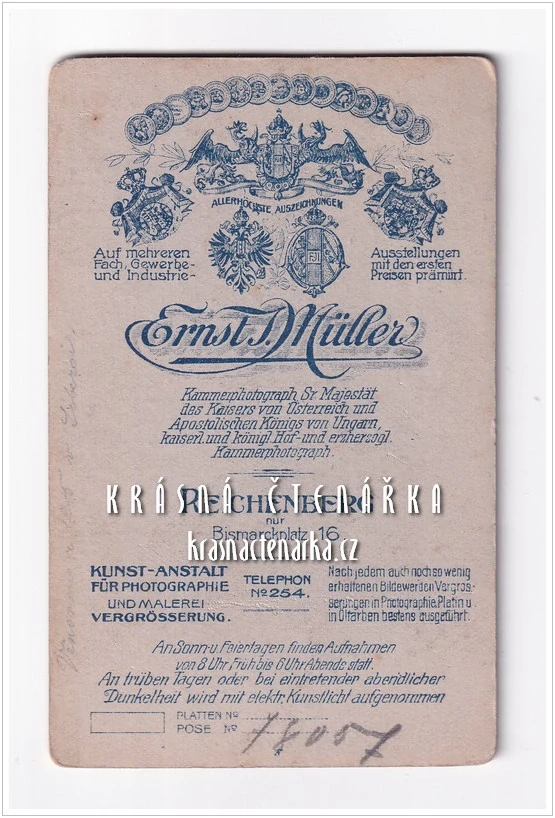 ALLERHÖCHSTE AUSZEICHNUNGEN
Auf mehreren
Fach, Gewerbe-
und Industrie-
FJI
Ausstellungen
mit den ersten
Preisen prämirt.
Ernst J. Müller
Kammerphotograph Sr Majestät
des Kaisers von Österreich und
Apostolischen Königs von Ungarn,
kaiserl. und königl. Hof- und erzherzogl.
Kammerphotograph.
KRÁSNÁ ČTENÁŘKA
REICHENBERG
nur
Bismarckplatz 16
krasnactenarka.cz
KUNST-ANSTALT
FÜR PHOTOGRAPHIE
UND MALEREI
VERGRÖSSERUNG.
TELEPHON
No 254.
Nach jedem auch noch so wenig
erhaltenen Bilde werden Vergrös-
serungen in Photographie, Platin u
in Ölfarben bestens ausgeführt.
An Sonn- u Feiertagen finden Aufnahmen
von 8 Uhr Früh bis 6 Uhr Abends statt.
An trüben Tagen oder bei eintretender abendlicher
Dunkelheit wird mit elektr. Kunstlicht aufgenommen
PLATTEN No
POSE No
18057